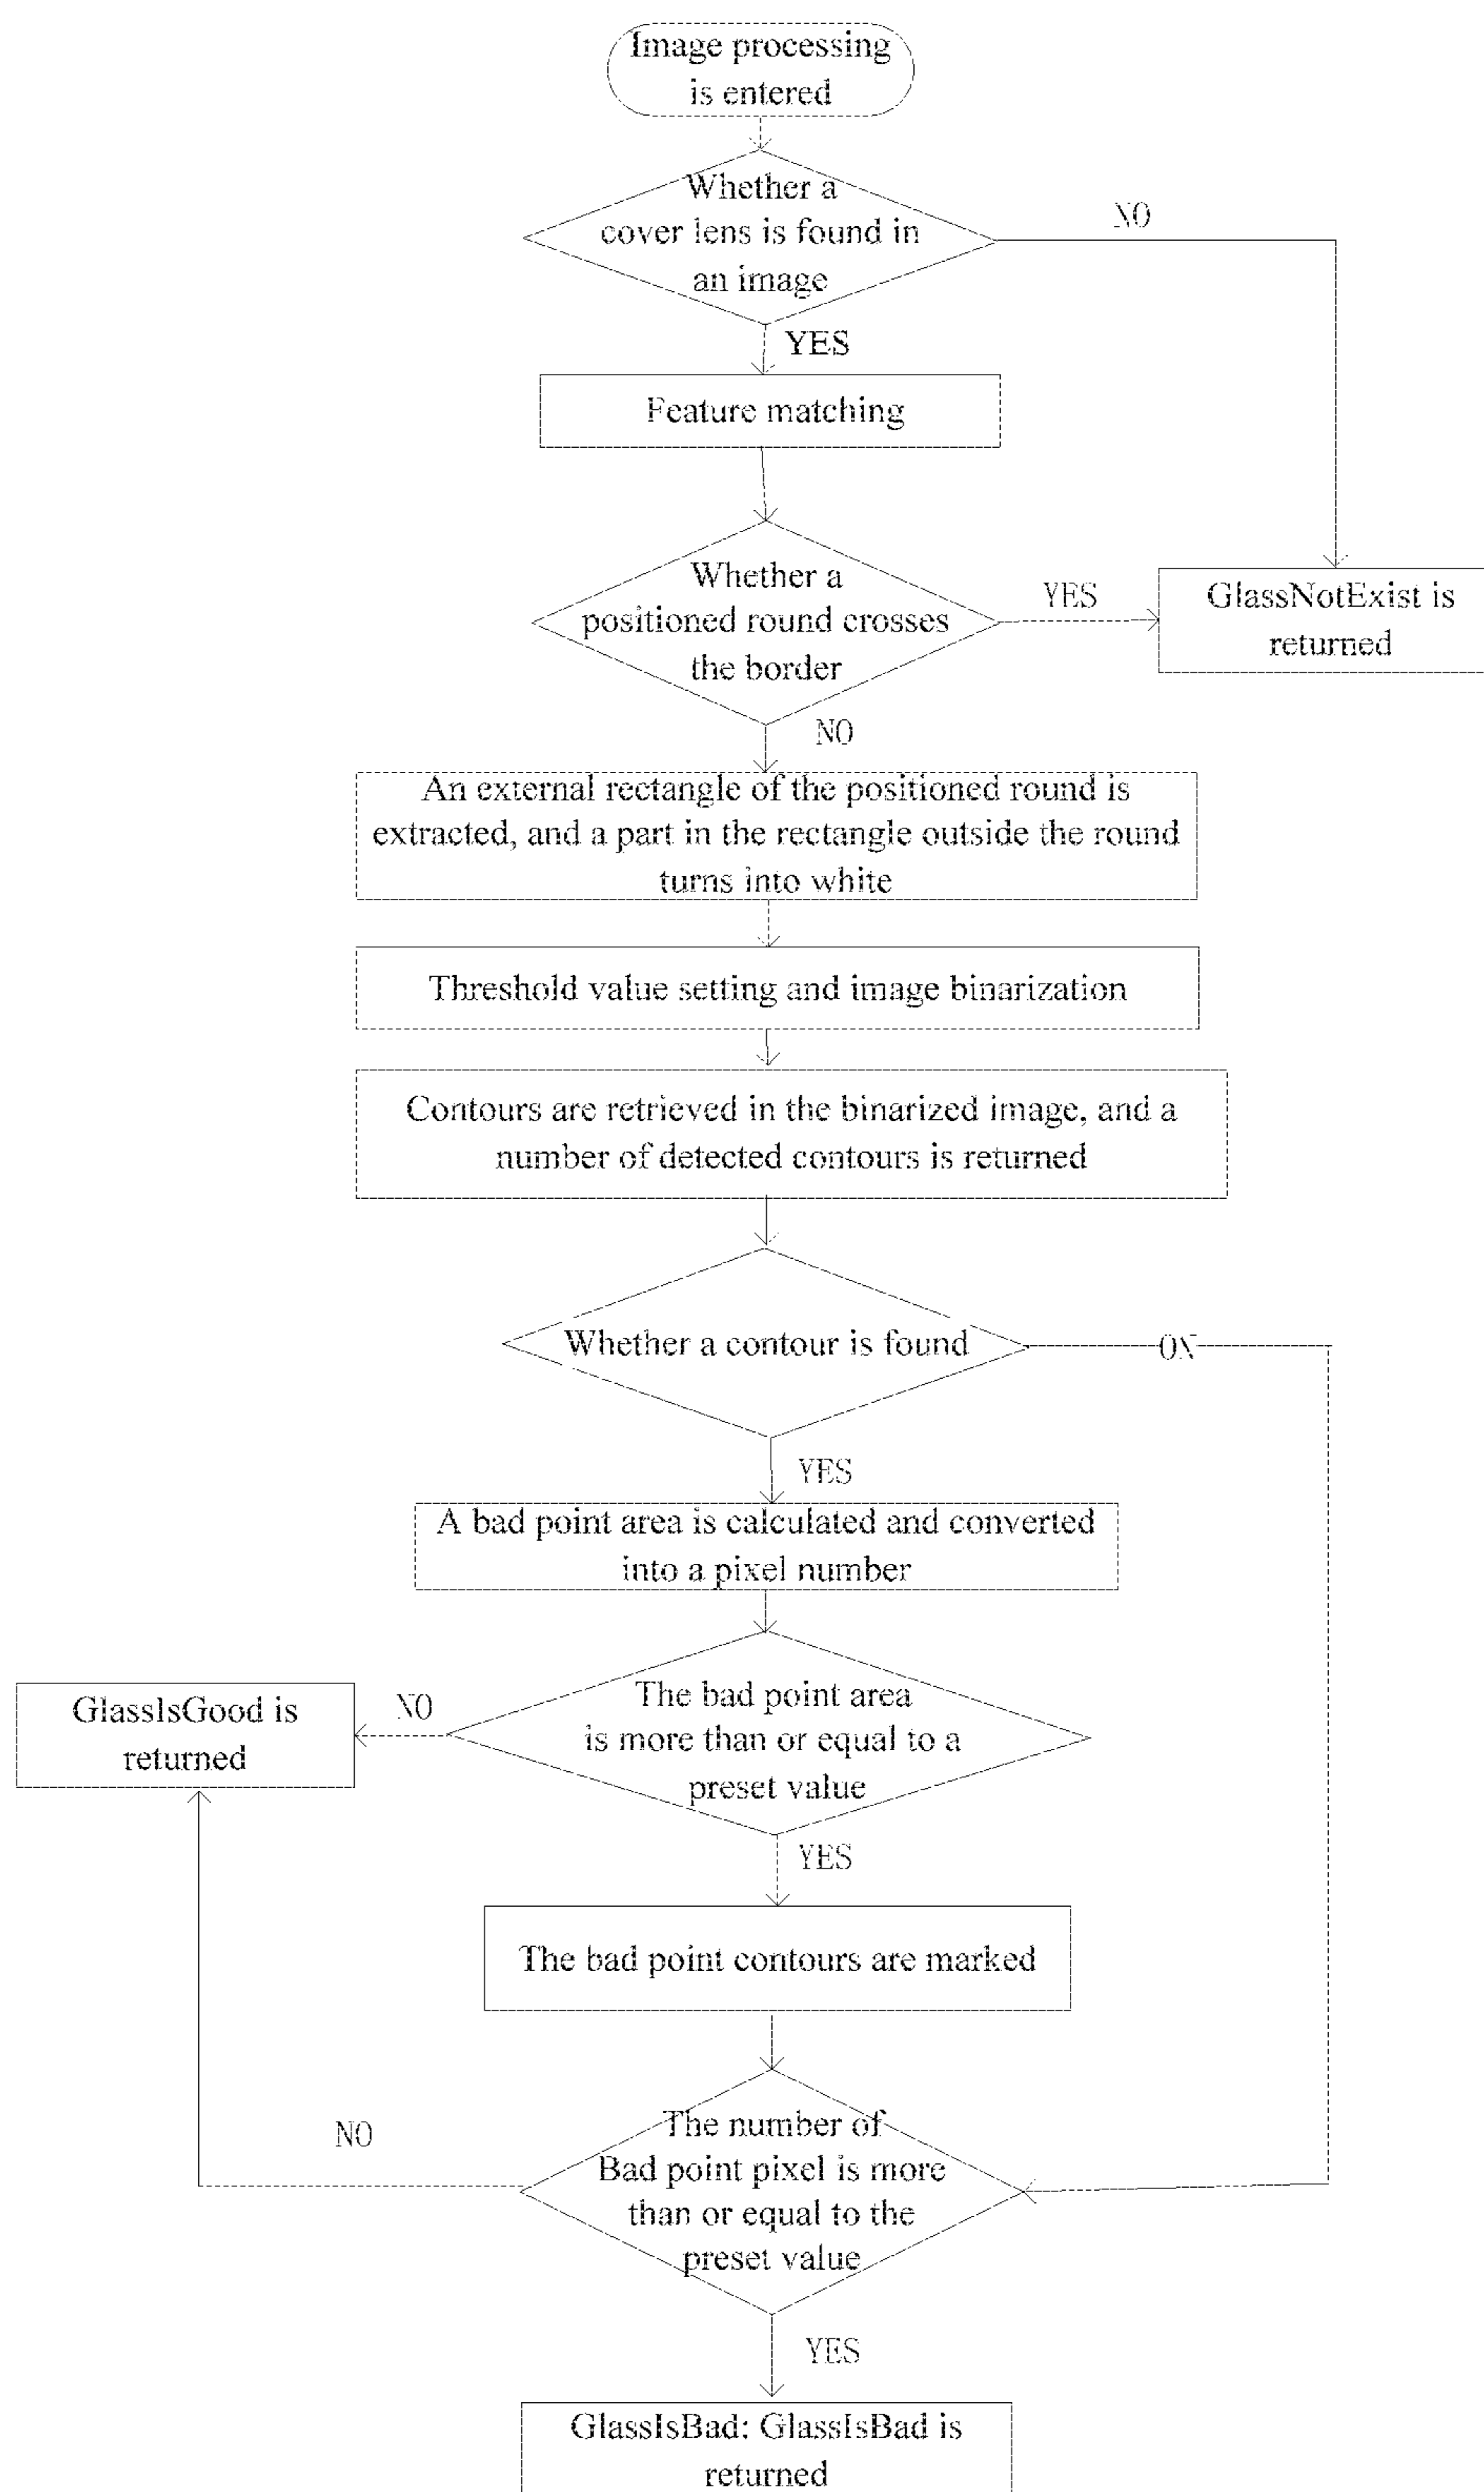 Image processing
is entered
Whether a
cover lens is found in
an image
NO
YES
Feature matching
Whether a
positioned round crosses
the border
YES
GlassNotExist is
returned
NO
An external rectangle of the positioned round is
extracted, and a part in the rectangle outside the round
turns into white
Threshold value setting and image binarization
Contours are retrieved in the binarized image, and a
number of detected contours is returned
Whether a contour is found
ON
YES
A bad point area is calculated and converted
into a pixel number
The bad point area
is more than or equal to a
preset value
NO
GlassIsGood is
returned
YES
The bad point contours are marked
The number of
Bad point pixel is more
than or equal to the
preset value
NO
YES
GlassIsBad: GlassIsBad is
returned